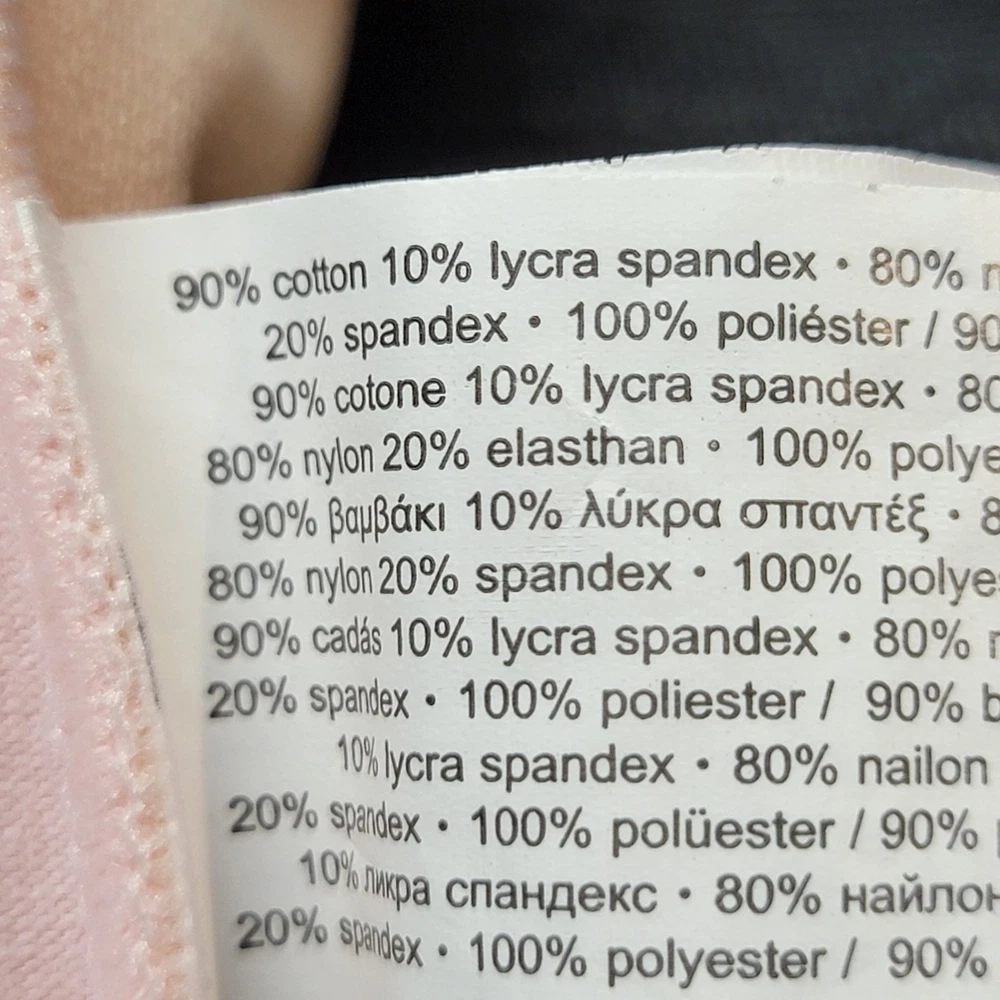 90% cotton 10% lycra spandex • 80%
20% spandex • 100% poliéster / 90
90% cotone 10% lycra spandex • 80
80% nylon 20% elasthan • 100%
90% βαμβάκι 10% λύκρα σπαντέξ •
80% nylon 20% spandex • 100%
90% cadás 10% lycra spandex • 80%
20% spandex • 100% poliester / 90%
10% lycra spandex • 80% nailon
20% spandex • 100% polüester / 90%
10% ликра спандекс • 80% найлон
20% spandex • 100% polyester / 90%